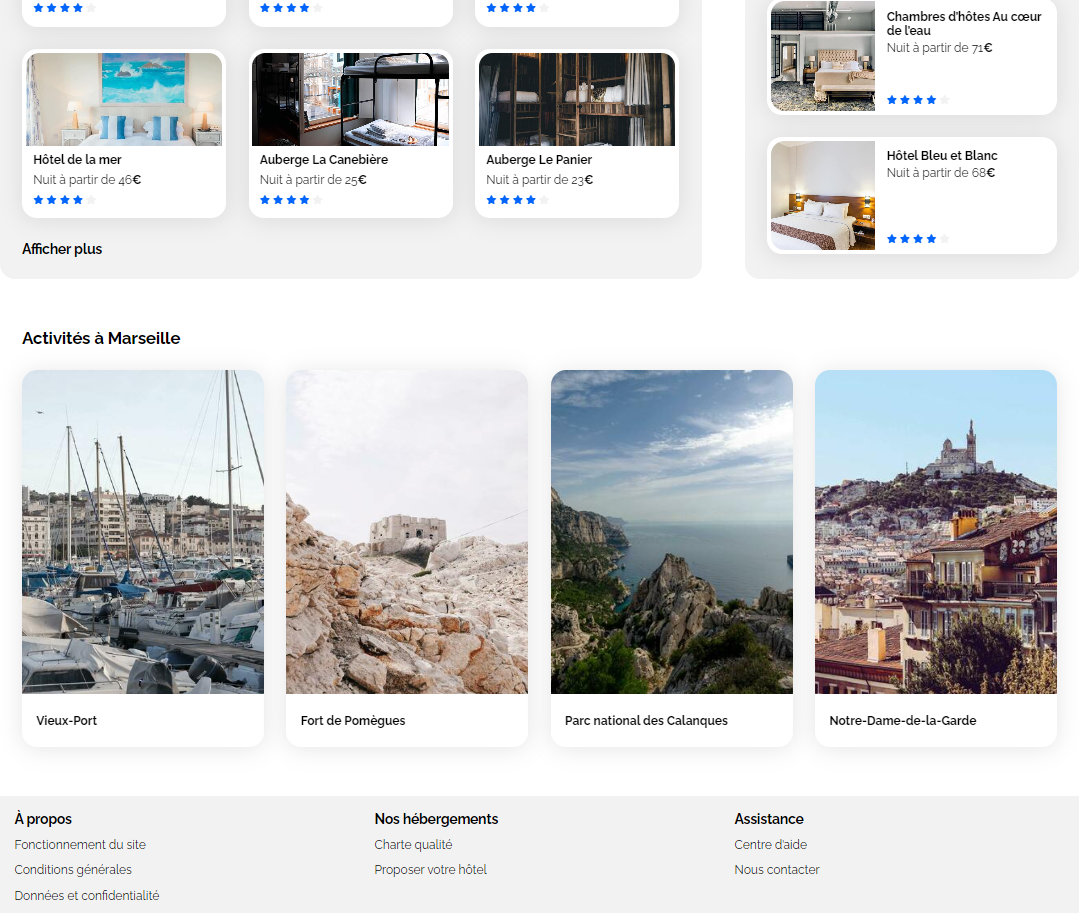 Hôtel de la mer
Nuit à partir de 46€
Auberge La Canebière
Nuit à partir de 25€
Auberge Le Panier
Nuit à partir de 23€
Afficher plus
Chambres d'hôtes Au cœur
de l'eau
Nuit à partir de 71€
Hôtel Bleu et Blanc
Nuit à partir de 68€
Activités à Marseille
Vieux-Port
Fort de Pomègues
Parc national des Calanques
Notre-Dame-de-la-Garde
À propos
Fonctionnement du site
Conditions générales
Données et confidentialité
Nos hébergements
Charte qualité
Proposer votre hôtel
Assistance
Centre d'aide
Nous contacter